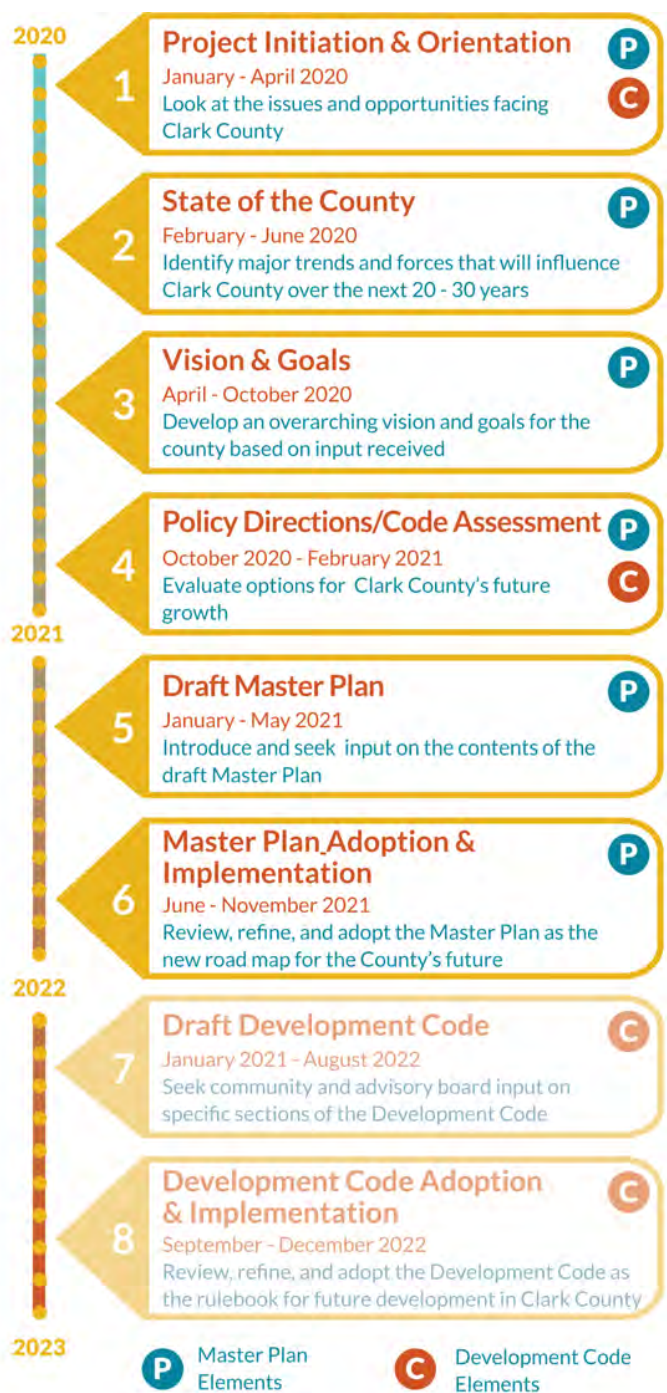 2020
1
Project Initiation & Orientation
P
January - April 2020
C
Look at the issues and opportunities facing
Clark County
2
State of the County
P
February - June 2020
Identify major trends and forces that will influence
Clark County over the next 20 - 30 years
3
Vision & Goals
P
April - October 2020
Develop an overarching vision and goals for the
county based on input received
4
Policy Directions/Code Assessment
P
October 2020 - February 2021
C
Evaluate options for Clark County's future
growth
2021
5
Draft Master Plan
P
January - May 2021
Introduce and seek input on the contents of the
draft Master Plan
6
Master Plan Adoption &
Implementation
P
June - November 2021
Review, refine, and adopt the Master Plan as the
new road map for the County's future
2022
7
Draft Development Code
C
January 2021 - August 2022
Seek community and advisory board input on
specific sections of the Development Code
8
Development Code Adoption
& Implementation
C
September - December 2022
Review, refine, and adopt the Development Code as
the rulebook for future development in Clark County
2023
P
Master Plan
Elements
C
Development Code
Elements